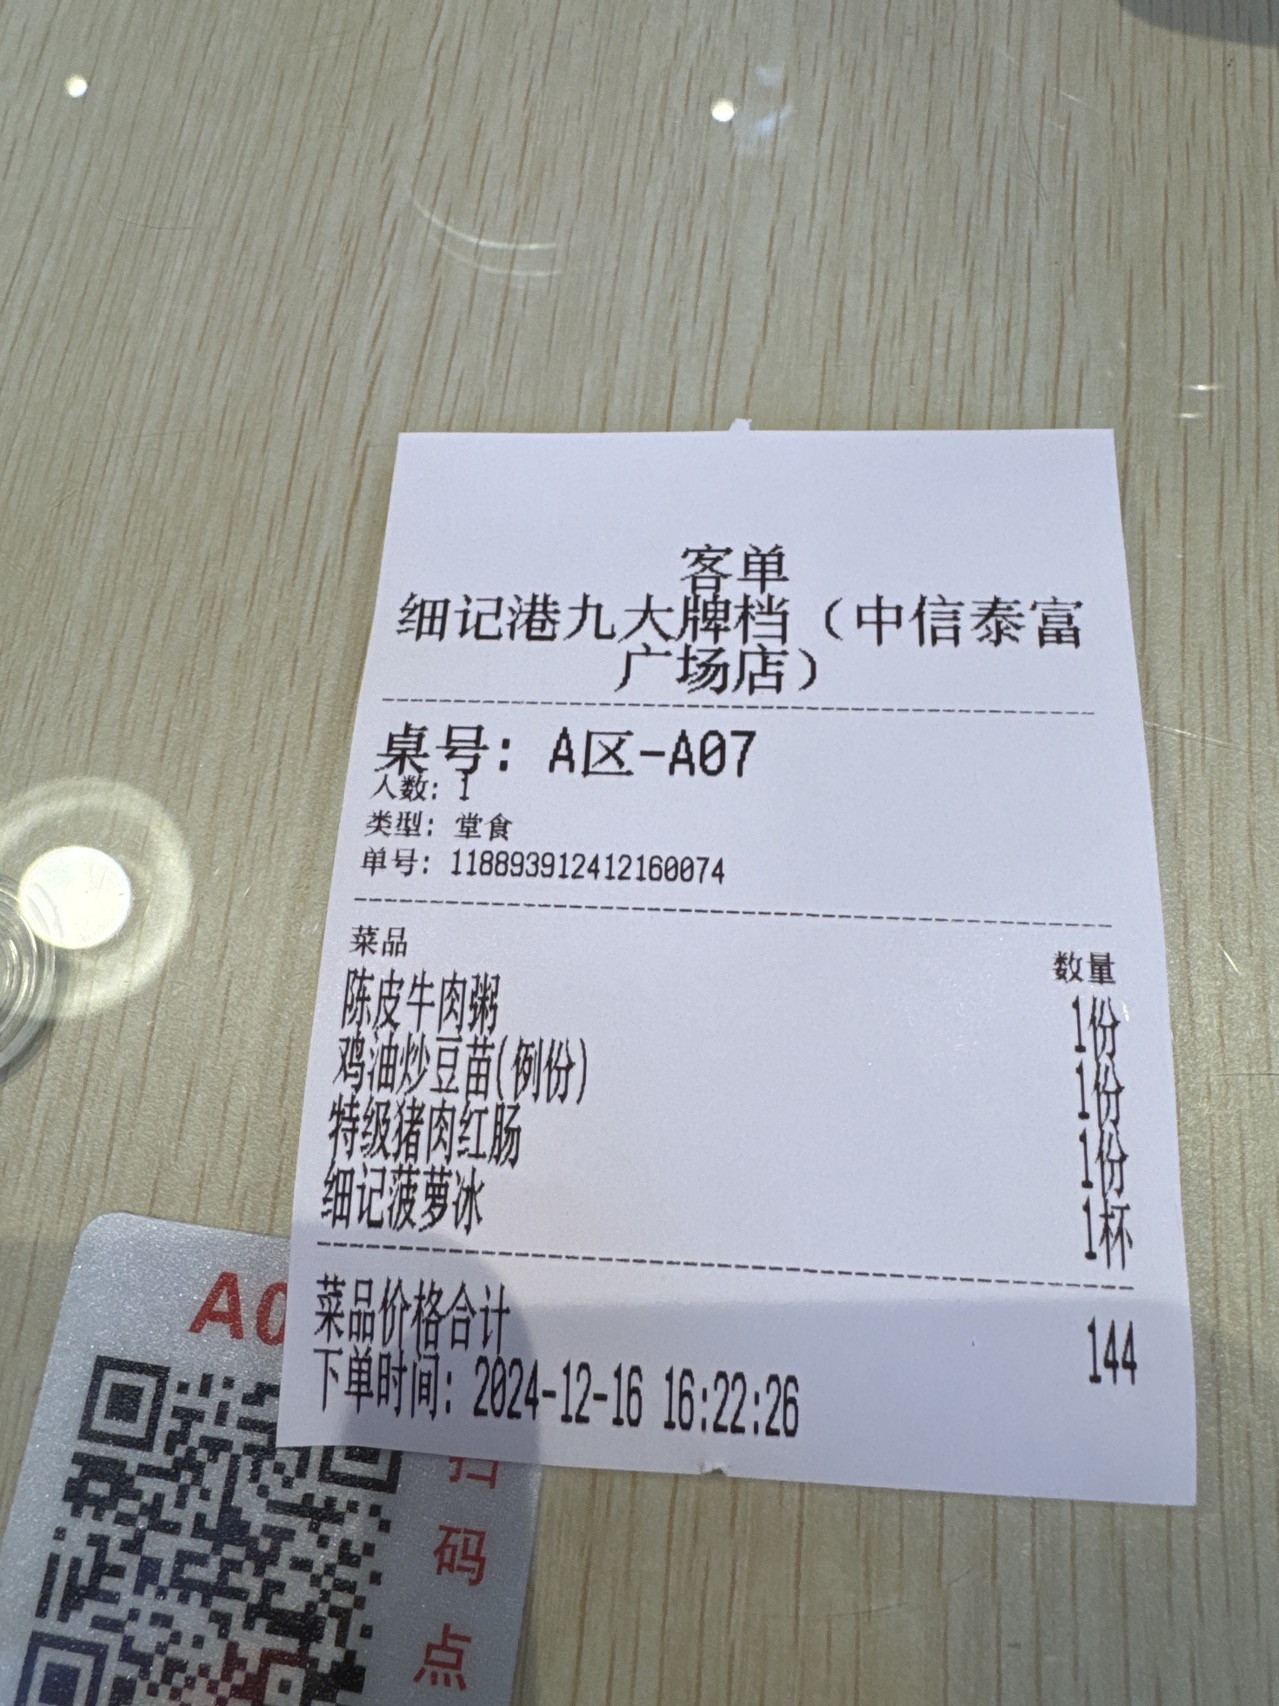 客单
细记港九大牌档（中信泰富
广场店）
桌号: A区-A07
人数: 1
类型: 堂食
单号: 118893912412160074
菜品 数量
陈皮牛肉粥 1份
鸡油炒豆苗(例份) 1份
特级猪肉红肠 1份
细记菠萝冰 1杯
菜品价格合计 144
下单时间: 2024-12-16 16:22:26
A0
扫
码
点